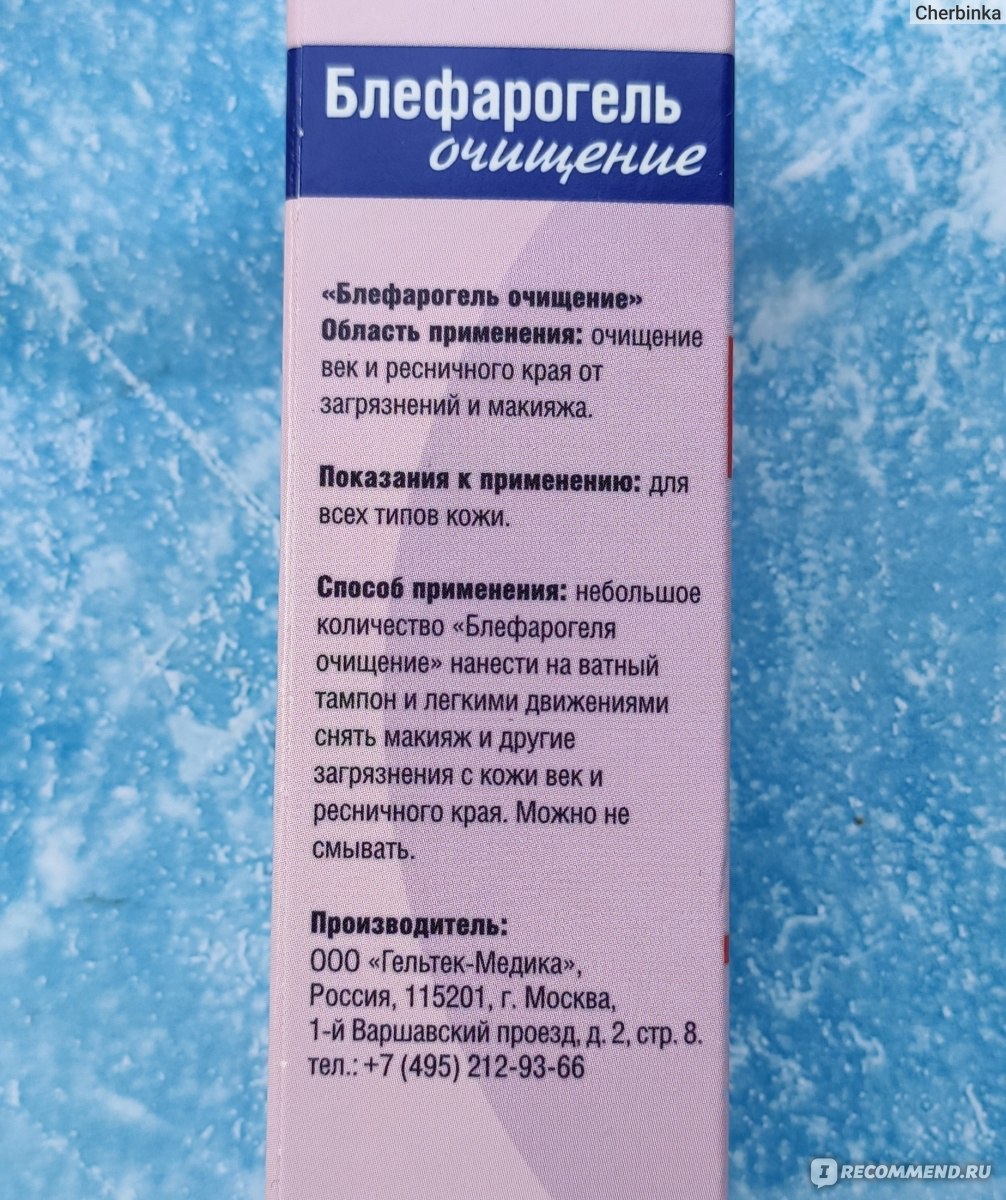 Cherbinka
Блефарогель
очищение
«Блефарогель очищение»
Область применения: очищение
век и ресничного края от
загрязнений и макияжа.
Показания к применению: для
всех типов кожи.
Способ применения: небольшое
количество «Блефарогеля
очищение» нанести на ватный
тампон и легкими движениями
снять макияж и другие
загрязнения с кожи век и
ресничного края. Можно не
смывать.
Производитель:
ООО «Гельтек-Медика»,
Россия, 115201, г. Москва,
1-й Варшавский проезд, д. 2, стр. 8.
тел.: +7 (495) 212-93-66
I RECOMMEND.RU